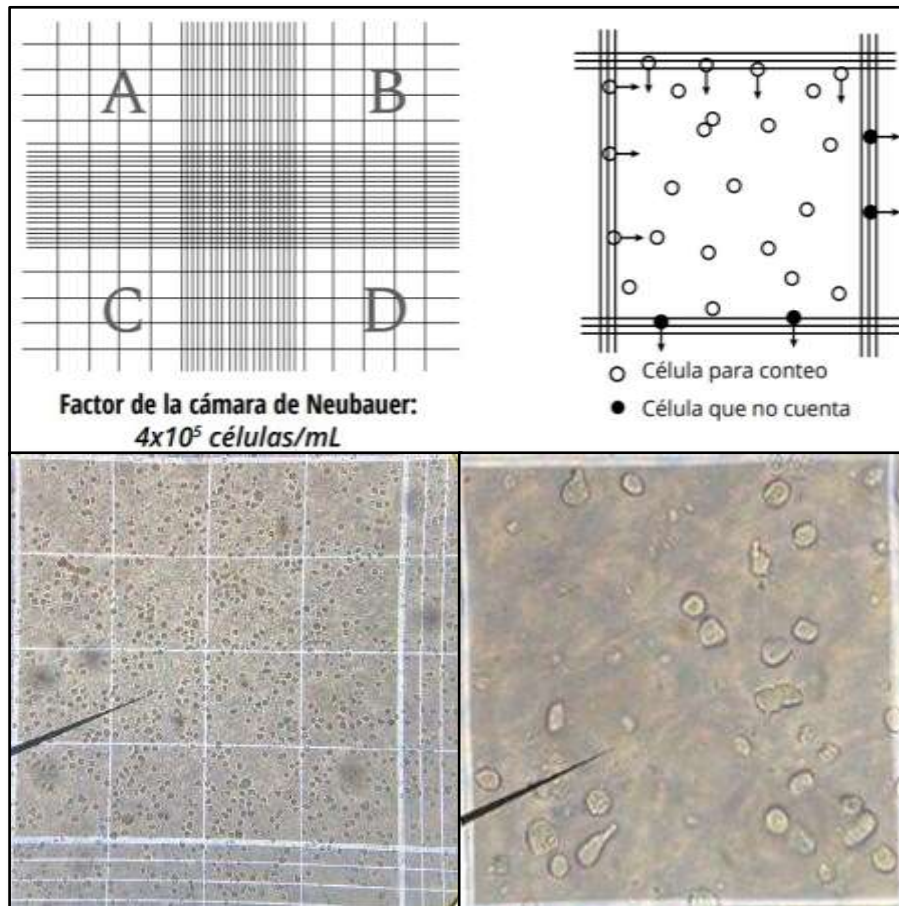 A
B
C
D
Factor de la cámara de Neubauer:
4x10⁵ células/mL
Célula para conteo
Célula que no cuenta